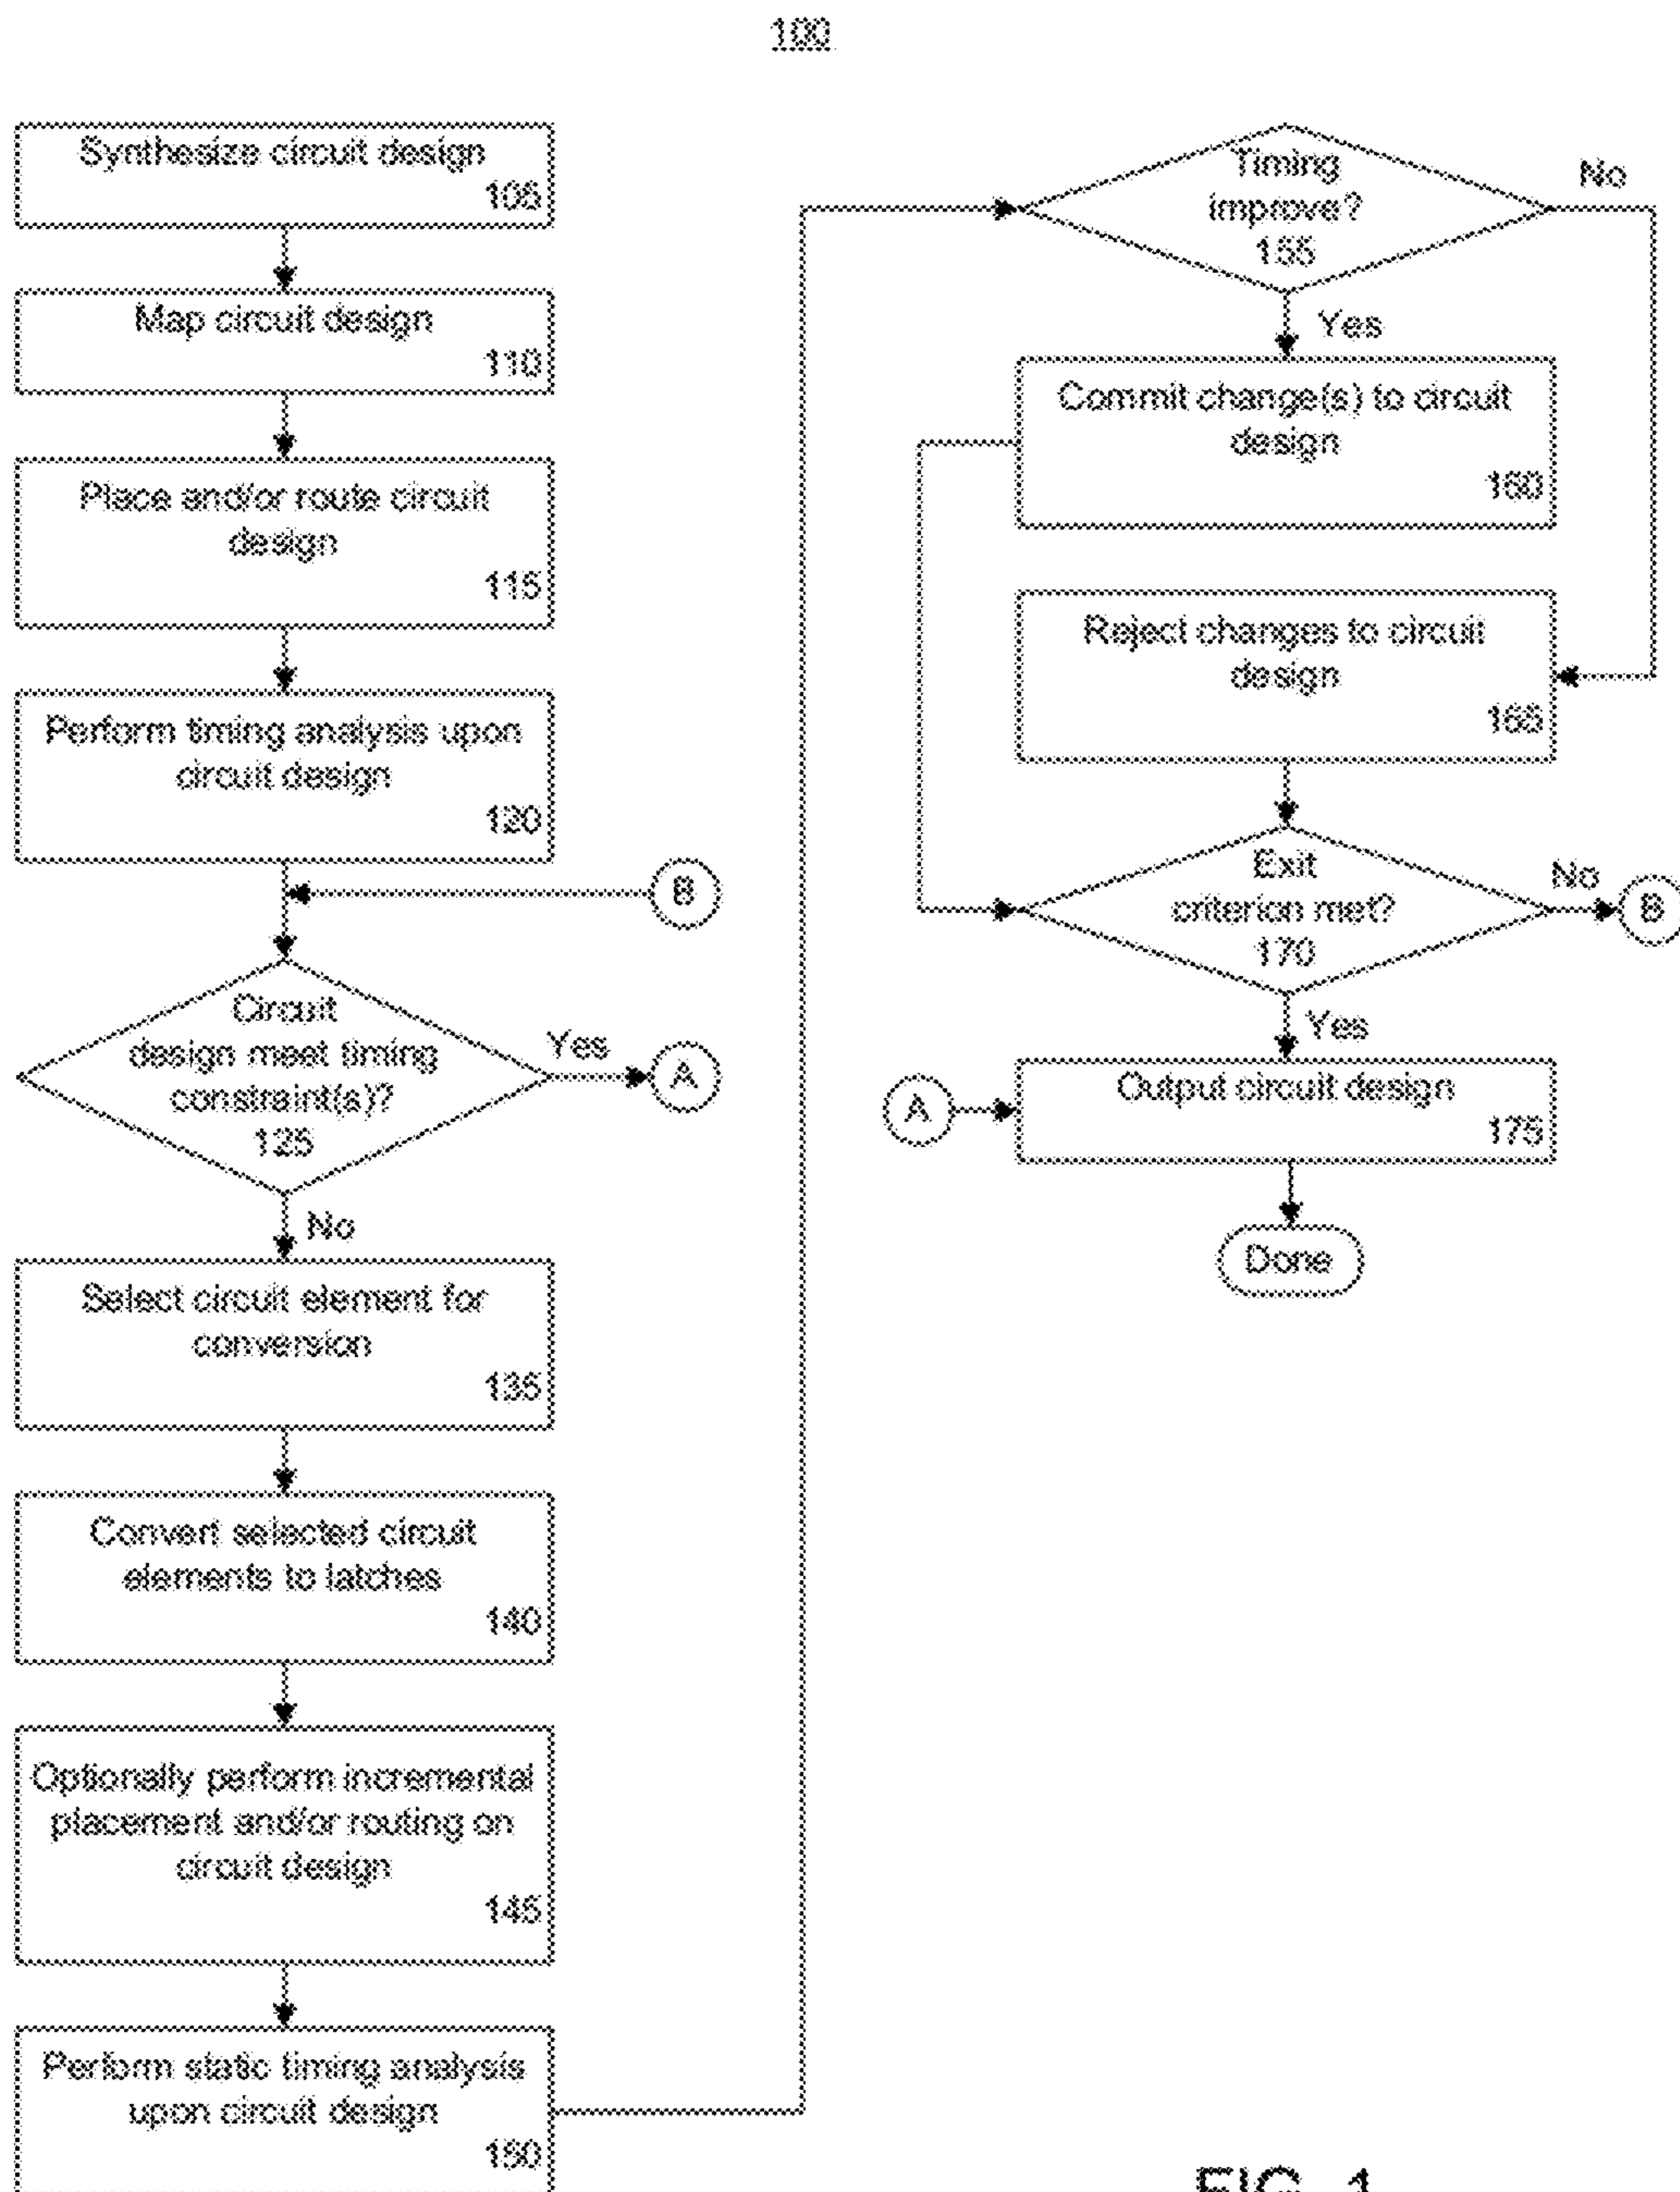 100
Synthesize circuit design
105
Map circuit design
110
Place and/or route circuit
design
115
Perform timing analysis upon
circuit design
120
B
Circuit
design meet timing
constraint(s)?
125
Yes
A
No
Select circuit element for
conversion
135
Convert selected circuit
elements to latches
140
Optionally perform incremental
placement and/or routing on
circuit design
145
Perform static timing analysis
upon circuit design
150
Timing
improve?
155
No
Yes
Commit change(s) to circuit
design
160
Reject changes to circuit
design
165
Exit
criterion met?
170
No
B
Yes
A
Output circuit design
175
Done
FIG. 1